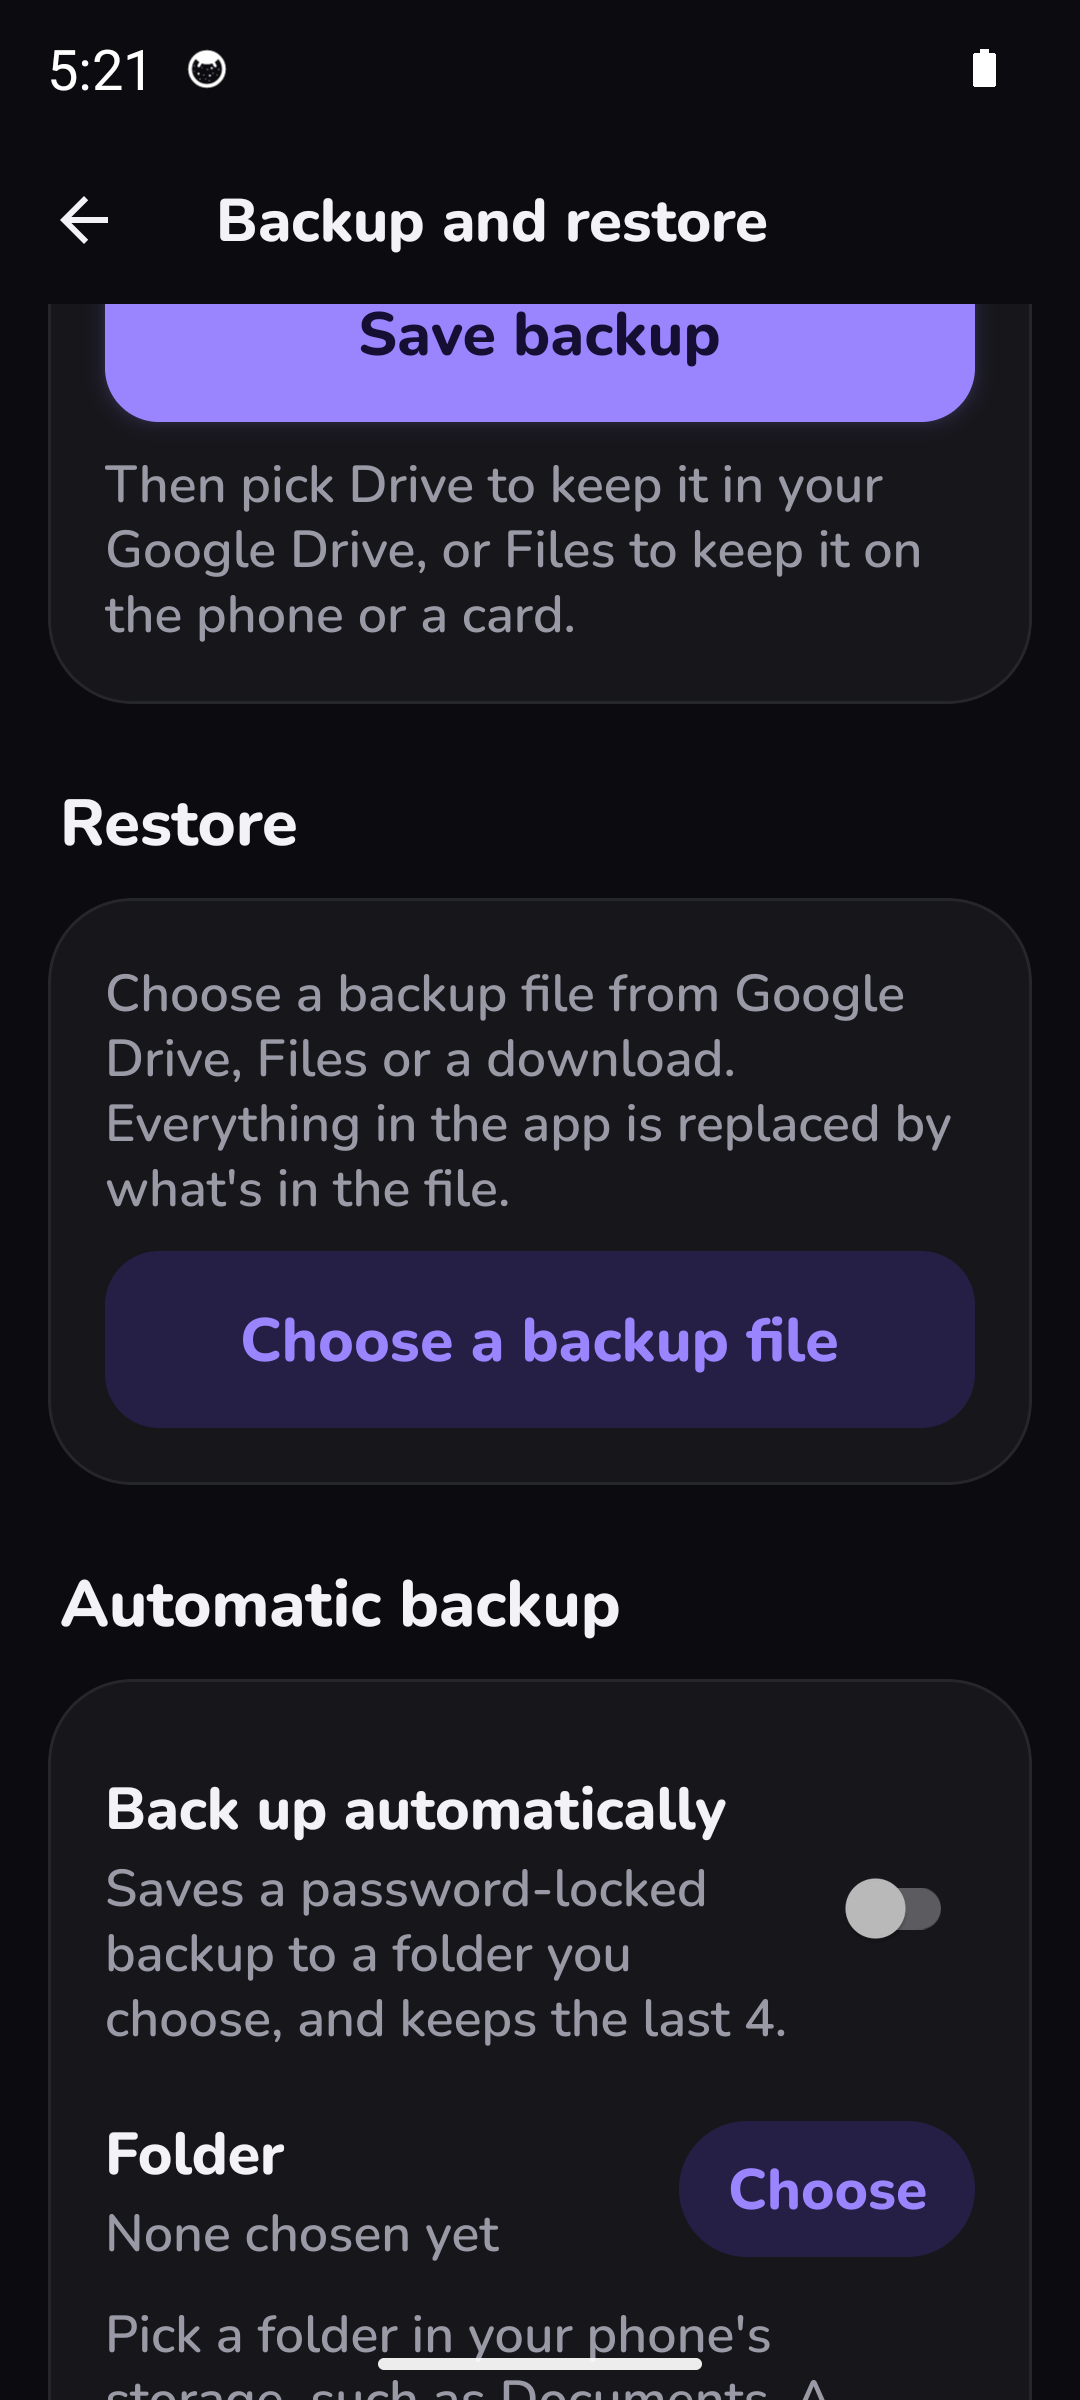 5:21
Backup and restore
Save backup
Then pick Drive to keep it in your
Google Drive, or Files to keep it on
the phone or a card.
Restore
Choose a backup file from Google
Drive, Files or a download.
Everything in the app is replaced by
what's in the file.
Choose a backup file
Automatic backup
Back up automatically
Saves a password-locked
backup to a folder you
choose, and keeps the last 4.
Folder
None chosen yet
Choose
Pick a folder in your phone's
storage, such as Documents. A